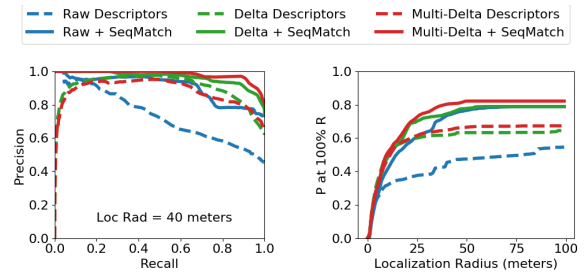 Raw Descriptors Delta Descriptors Multi-Delta Descriptors
Raw + SeqMatch Delta + SeqMatch Multi-Delta + SeqMatch
1.0
0.8
0.6
0.4
0.2
0.0
Precision
Loc Rad = 40 meters
0.0 0.2 0.4 0.6 0.8 1.0
Recall
1.0
0.8
0.6
0.4
0.2
0.0
P at 100% R
0 25 50 75 100
Localization Radius (meters)